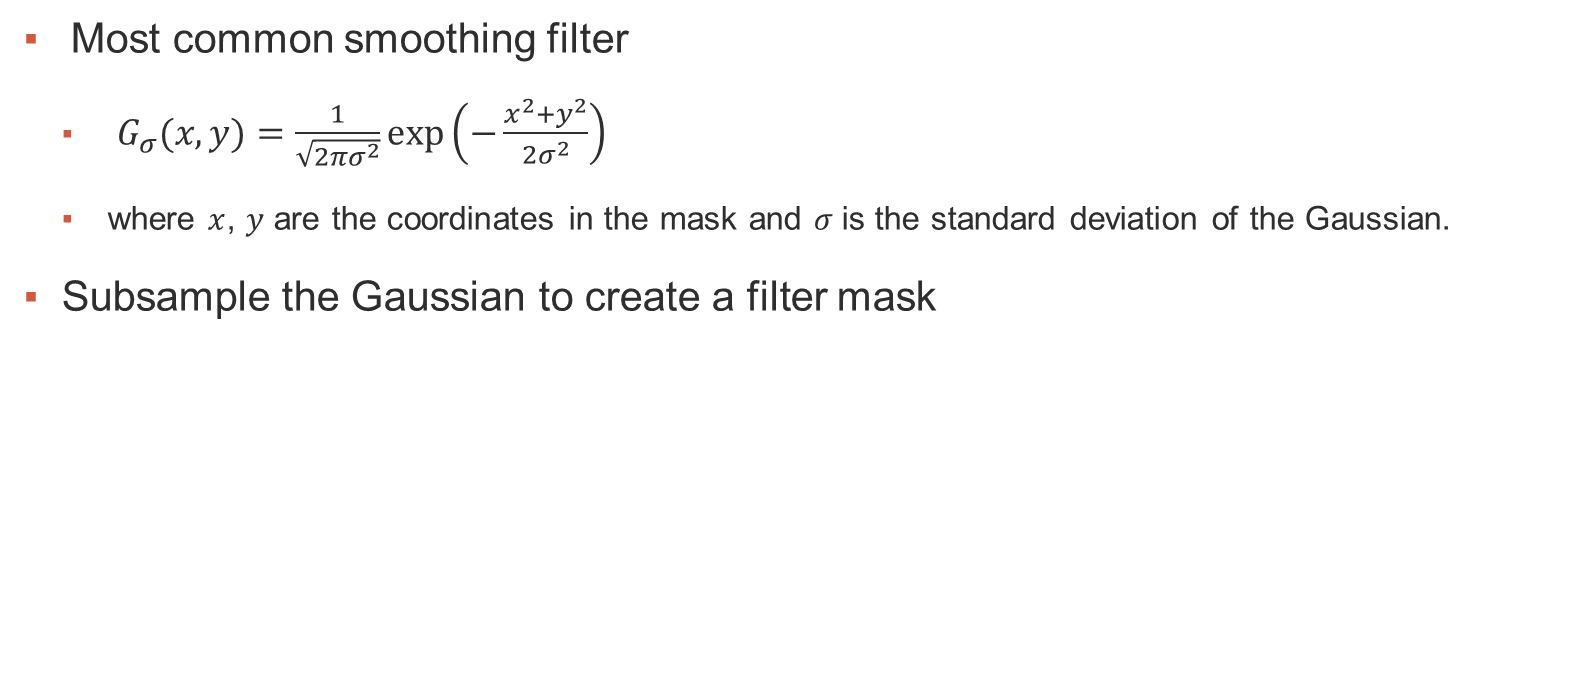 ▪ Most common smoothing filter
▪ G_σ(x, y) = 1/√(2πσ²) exp(−(x²+y²)/(2σ²))
▪ where x, y are the coordinates in the mask and σ is the standard deviation of the Gaussian.
▪ Subsample the Gaussian to create a filter mask